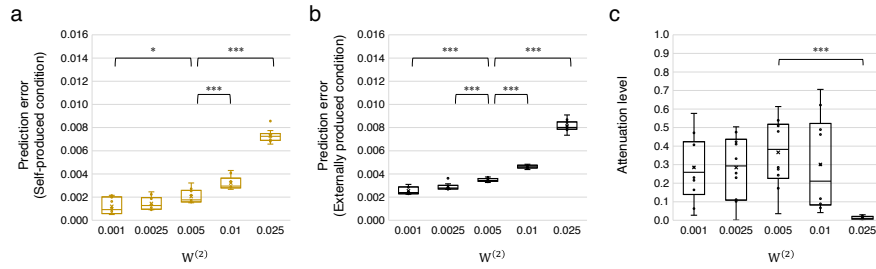 a
b
c
Prediction error
(Self-produced condition)
0.016
0.014
0.012
0.010
0.008
0.006
0.004
0.002
0.000
*
***
***
0.001 0.0025 0.005 0.01 0.025
W(2)
Prediction error
(Externally produced condition)
0.016
0.014
0.012
0.010
0.008
0.006
0.004
0.002
0.000
***
***
***
***
0.001 0.0025 0.005 0.01 0.025
W(2)
Attenuation level
1.0
0.9
0.8
0.7
0.6
0.5
0.4
0.3
0.2
0.1
0.0
***
0.001 0.0025 0.005 0.01 0.025
W(2)